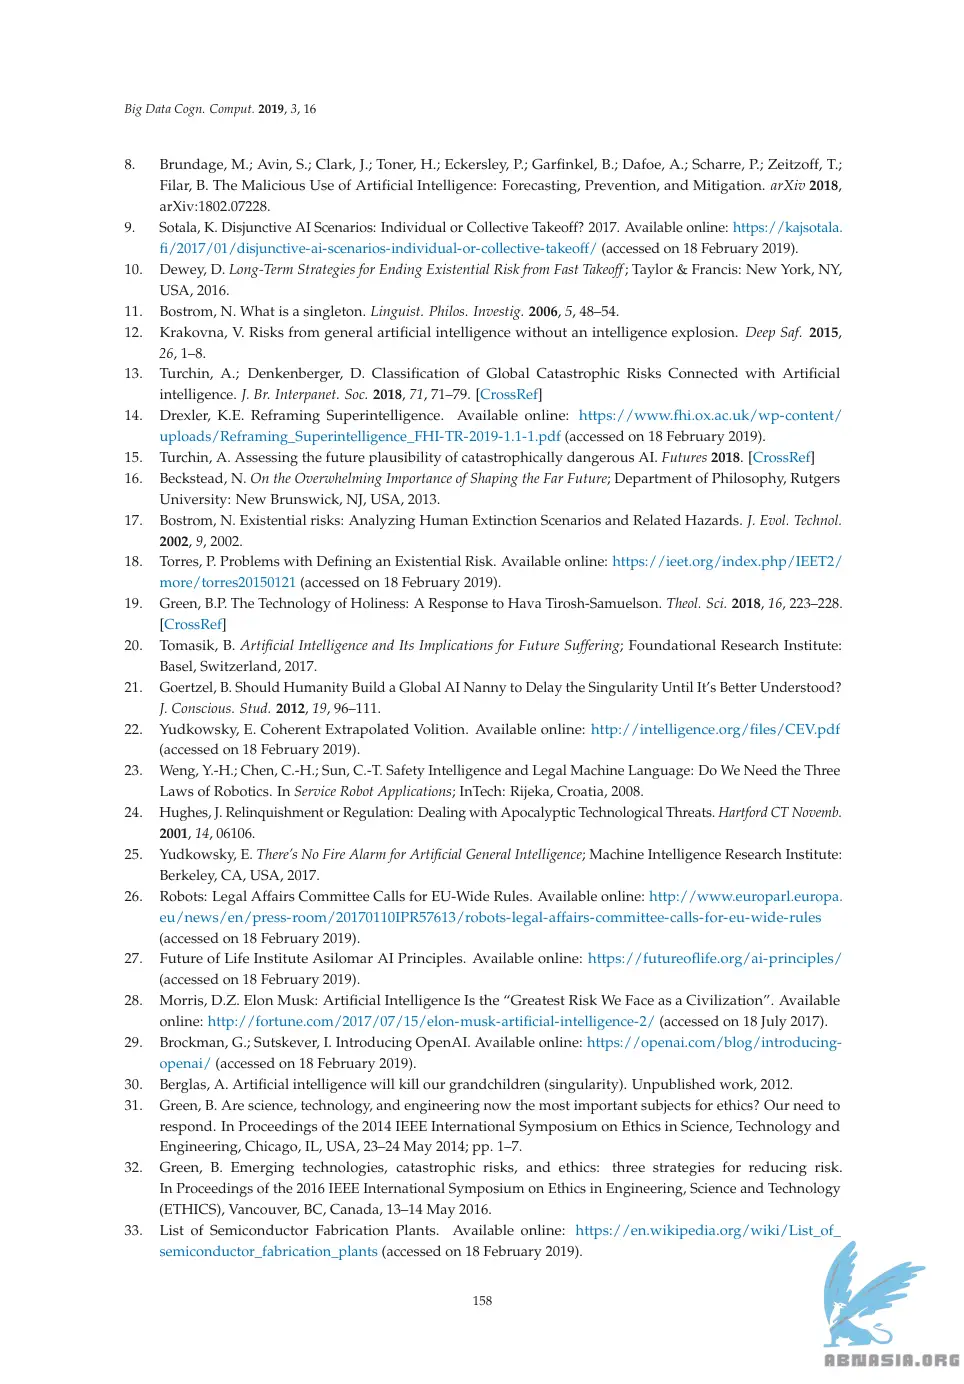 Big Data Cogn. Comput. 2019, 3, 16
8. Brundage, M.; Avin, S.; Clark, J.; Toner, H.; Eckersley, P.; Garfinkel, B.; Dafoe, A.; Scharre, P.; Zeitzoff, T.;
Filar, B. The Malicious Use of Artificial Intelligence: Forecasting, Prevention, and Mitigation. arXiv 2018,
arXiv:1802.07228.
9. Sotala, K. Disjunctive AI Scenarios: Individual or Collective Takeoff? 2017. Available online: https://kajsotala.
fi/2017/01/disjunctive-ai-scenarios-individual-or-collective-takeoff/ (accessed on 18 February 2019).
10. Dewey, D. Long-Term Strategies for Ending Existential Risk from Fast Takeoff; Taylor & Francis: New York, NY,
USA, 2016.
11. Bostrom, N. What is a singleton. Linguist. Philos. Investig. 2006, 5, 48–54.
12. Krakovna, V. Risks from general artificial intelligence without an intelligence explosion. Deep Saf. 2015,
26, 1–8.
13. Turchin, A.; Denkenberger, D. Classification of Global Catastrophic Risks Connected with Artificial
intelligence. J. Br. Interpanet. Soc. 2018, 71, 71–79. [CrossRef]
14. Drexler, K.E. Reframing Superintelligence. Available online: https://www.fhi.ox.ac.uk/wp-content/
uploads/Reframing_Superintelligence_FHI-TR-2019-1.1-1.pdf (accessed on 18 February 2019).
15. Turchin, A. Assessing the future plausibility of catastrophically dangerous AI. Futures 2018. [CrossRef]
16. Beckstead, N. On the Overwhelming Importance of Shaping the Far Future; Department of Philosophy, Rutgers
University: New Brunswick, NJ, USA, 2013.
17. Bostrom, N. Existential risks: Analyzing Human Extinction Scenarios and Related Hazards. J. Evol. Technol.
2002, 9, 2002.
18. Torres, P. Problems with Defining an Existential Risk. Available online: https://ieet.org/index.php/IEET2/
more/torres20150121 (accessed on 18 February 2019).
19. Green, B.P. The Technology of Holiness: A Response to Hava Tirosh-Samuelson. Theol. Sci. 2018, 16, 223–228.
[CrossRef]
20. Tomasik, B. Artificial Intelligence and Its Implications for Future Suffering; Foundational Research Institute:
Basel, Switzerland, 2017.
21. Goertzel, B. Should Humanity Build a Global AI Nanny to Delay the Singularity Until It's Better Understood?
J. Conscious. Stud. 2012, 19, 96–111.
22. Yudkowsky, E. Coherent Extrapolated Volition. Available online: http://intelligence.org/files/CEV.pdf
(accessed on 18 February 2019).
23. Weng, Y.-H.; Chen, C.-H.; Sun, C.-T. Safety Intelligence and Legal Machine Language: Do We Need the Three
Laws of Robotics. In Service Robot Applications; InTech: Rijeka, Croatia, 2008.
24. Hughes, J. Relinquishment or Regulation: Dealing with Apocalyptic Technological Threats. Hartford CT Novemb.
2001, 14, 06106.
25. Yudkowsky, E. There's No Fire Alarm for Artificial General Intelligence; Machine Intelligence Research Institute:
Berkeley, CA, USA, 2017.
26. Robots: Legal Affairs Committee Calls for EU-Wide Rules. Available online: http://www.europarl.europa.
eu/news/en/press-room/20170110IPR57613/robots-legal-affairs-committee-calls-for-eu-wide-rules
(accessed on 18 February 2019).
27. Future of Life Institute Asilomar AI Principles. Available online: https://futureoflife.org/ai-principles/
(accessed on 18 February 2019).
28. Morris, D.Z. Elon Musk: Artificial Intelligence Is the “Greatest Risk We Face as a Civilization”. Available
online: http://fortune.com/2017/07/15/elon-musk-artificial-intelligence-2/ (accessed on 18 July 2017).
29. Brockman, G.; Sutskever, I. Introducing OpenAI. Available online: https://openai.com/blog/introducing-
openai/ (accessed on 18 February 2019).
30. Berglas, A. Artificial intelligence will kill our grandchildren (singularity). Unpublished work, 2012.
31. Green, B. Are science, technology, and engineering now the most important subjects for ethics? Our need to
respond. In Proceedings of the 2014 IEEE International Symposium on Ethics in Science, Technology and
Engineering, Chicago, IL, USA, 23–24 May 2014; pp. 1–7.
32. Green, B. Emerging technologies, catastrophic risks, and ethics: three strategies for reducing risk.
In Proceedings of the 2016 IEEE International Symposium on Ethics in Engineering, Science and Technology
(ETHICS), Vancouver, BC, Canada, 13–14 May 2016.
33. List of Semiconductor Fabrication Plants. Available online: https://en.wikipedia.org/wiki/List_of_
semiconductor_fabrication_plants (accessed on 18 February 2019).
158
ABNASIA.ORG